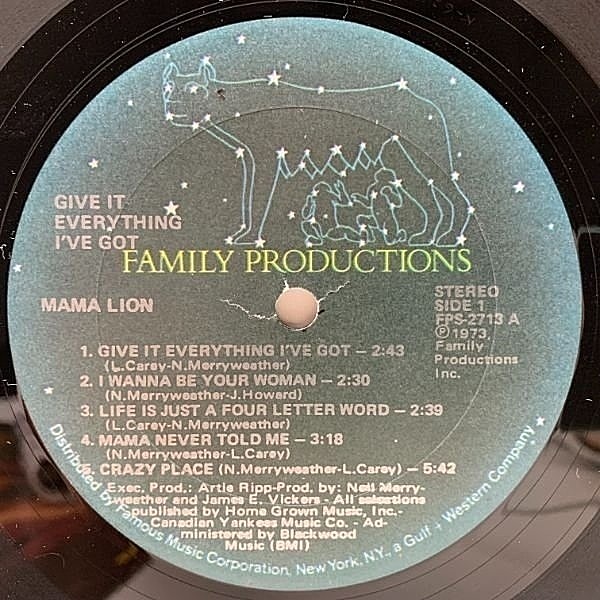 GIVE IT
EVERYTHING
I'VE GOT
FAMILY PRODUCTIONS
MAMA LION
STEREO
SIDE 1
FPS-2713 A
Ⓟ1973,
Family
Productions
Inc.
1. GIVE IT EVERYTHING I'VE GOT – 2:43
(L.Carey-N.Merryweather)
2. I WANNA BE YOUR WOMAN – 2:30
(N.Merryweather-J.Howard)
3. LIFE IS JUST A FOUR LETTER WORD – 2:39
(L.Carey-N.Merryweather)
4. MAMA NEVER TOLD ME – 3:18
(N.Merryweather-L.Carey)
5. CRAZY PLACE (N.Merryweather-L.Carey) – 5:42
Exec. Prod.: Artie Ripp-Prod. by: Neil Merry-
weather and James E. Vickers - All selections
published by Home Grown Music, Inc.-
Canadian Yankees Music Co. - Ad-
ministered by Blackwood
Music (BMI)
Distributed by Famous Music Corporation, New York, N.Y., a Gulf + Western Company